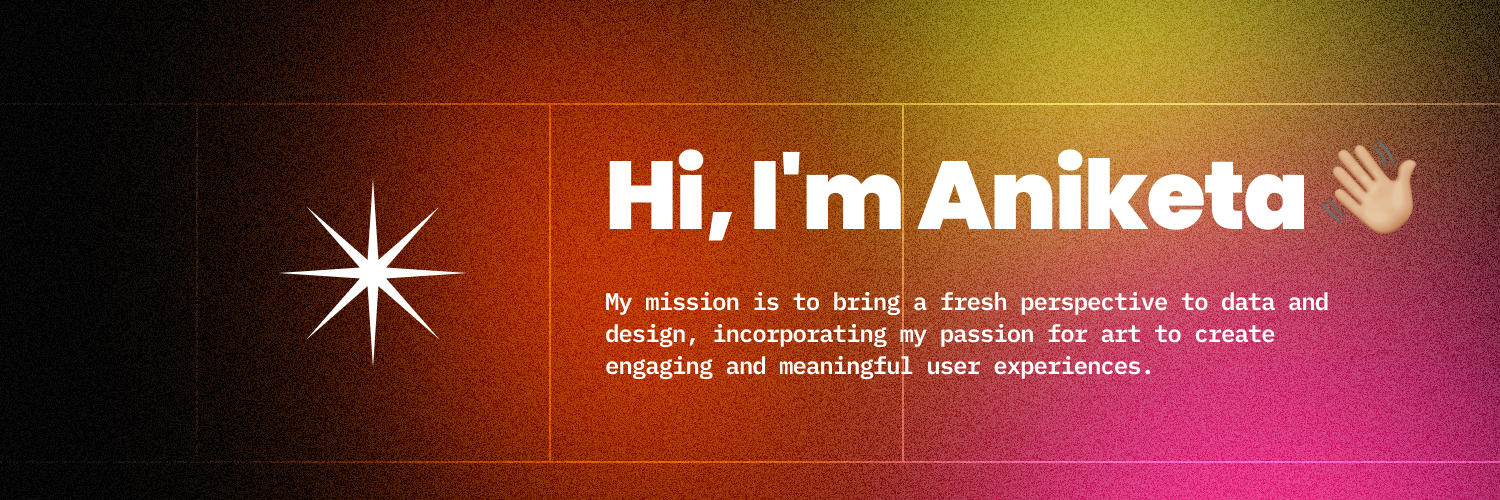 Hi, I'm Aniketa 👋🏼
My mission is to bring a fresh perspective to data and
design, incorporating my passion for art to create
engaging and meaningful user experiences.